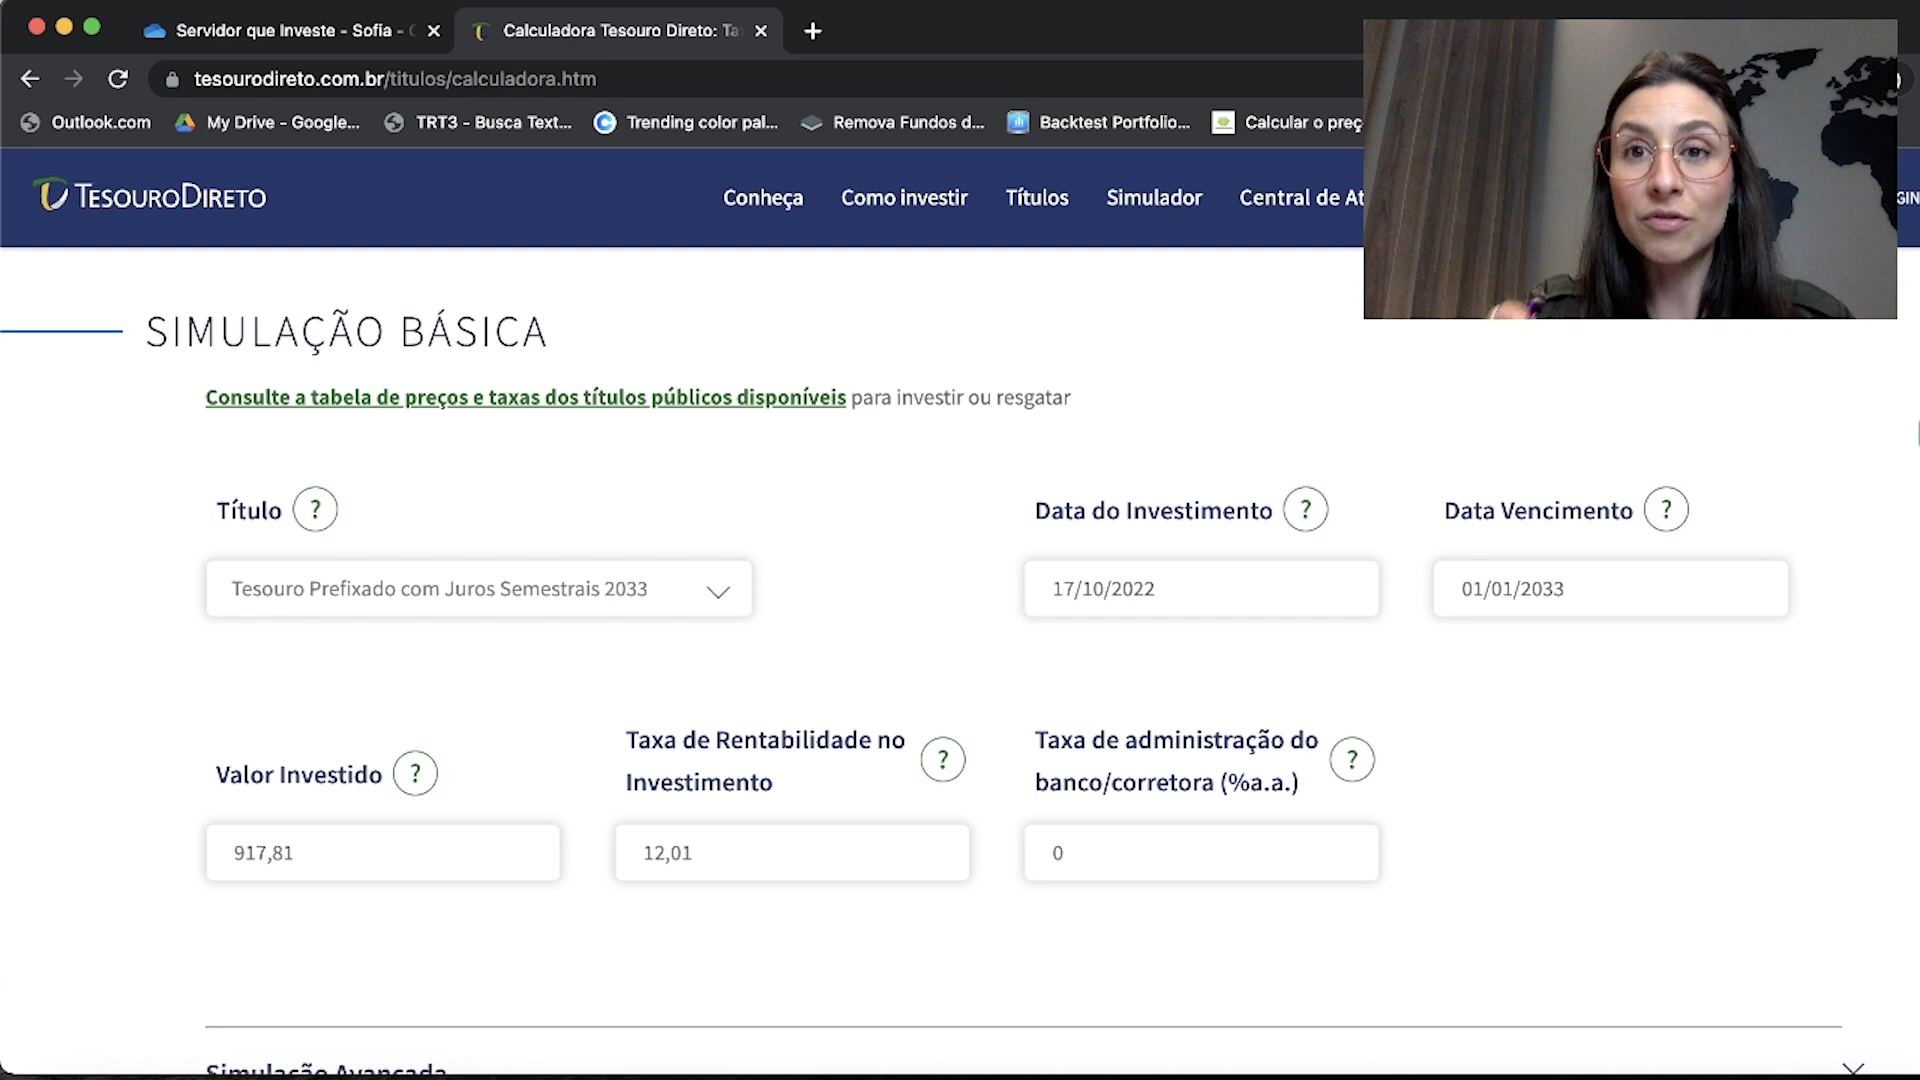 Servidor que Investe - Sofia -
Calculadora Tesouro Direto: Ta
tesourodireto.com.br/titulos/calculadora.htm
Outlook.com
My Drive - Google...
TRT3 - Busca Text...
Trending color pal...
Remova Fundos d...
Backtest Portfolio...
Calcular o preç
TESOURODIRETO
Conheça
Como investir
Títulos
Simulador
Central de At
GIN
SIMULAÇÃO BÁSICA
Consulte a tabela de preços e taxas dos títulos públicos disponíveis para investir ou resgatar
Título ?
Data do Investimento ?
Data Vencimento ?
Tesouro Prefixado com Juros Semestrais 2033
17/10/2022
01/01/2033
Valor Investido ?
Taxa de Rentabilidade no
Investimento ?
Taxa de administração do
banco/corretora (%a.a.) ?
917,81
12,01
0
Simulação Avançada